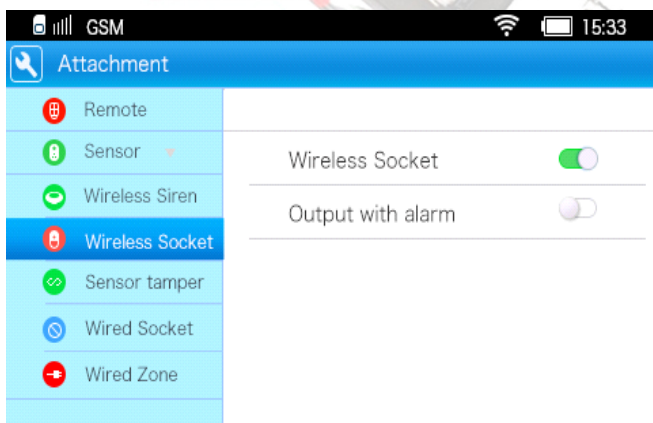 GSM 15:33
Attachment
Remote
Sensor
Wireless Siren
Wireless Socket
Sensor tamper
Wired Socket
Wired Zone
Wireless Socket
Output with alarm